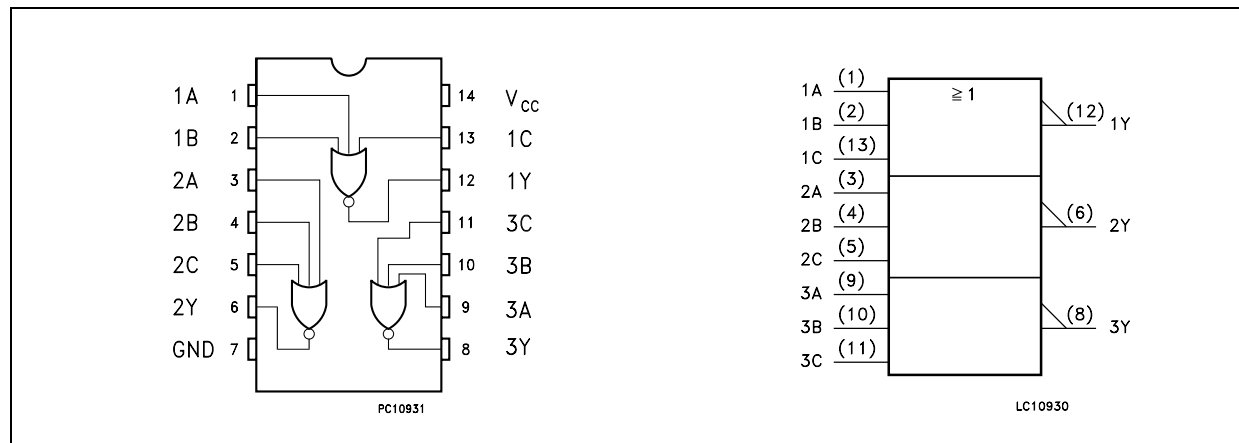 1A 1 14 VCC
1B 2 13 1C
2A 3 12 1Y
2B 4 11 3C
2C 5 10 3B
2Y 6 9 3A
GND 7 8 3Y
PC10931
≧1
1A (1)
1B (2)
1C (13)
2A (3)
2B (4)
2C (5)
3A (9)
3B (10)
3C (11)
(12) 1Y
(6) 2Y
(8) 3Y
LC10930